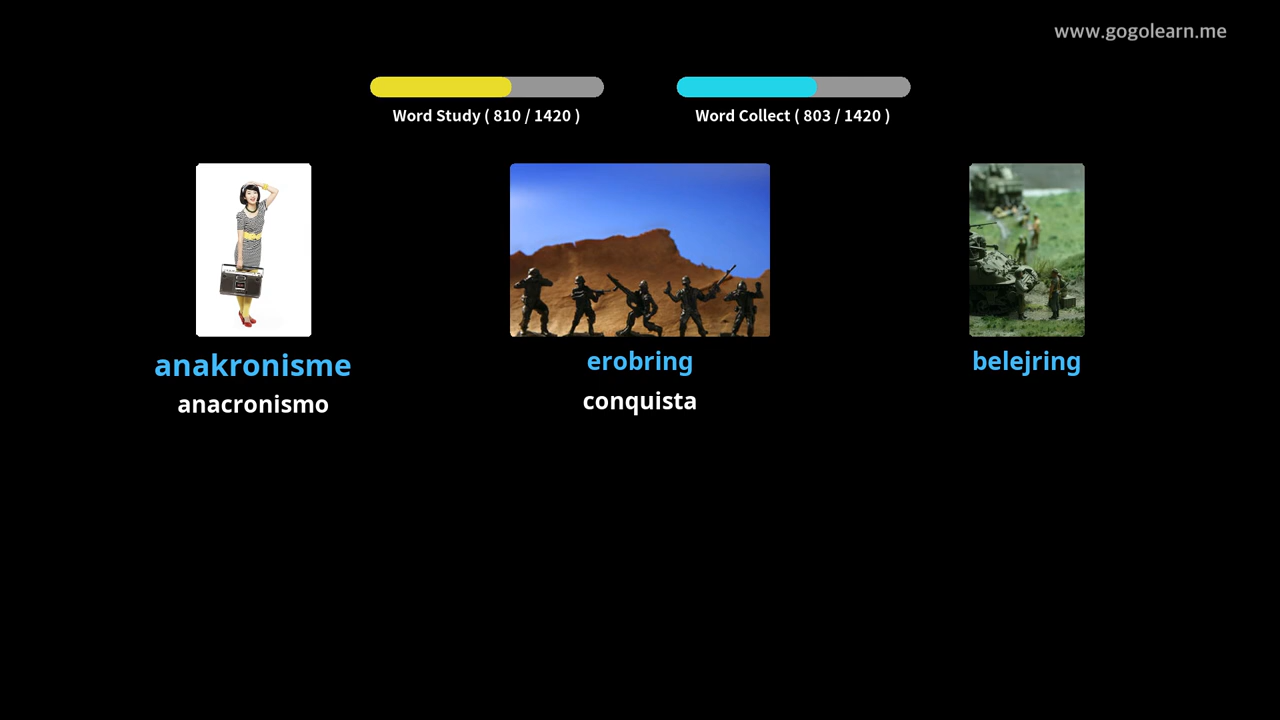 www.gogolearn.me
Word Study ( 810 / 1420 )
Word Collect ( 803 / 1420 )
anakronisme
anacronismo
erobring
conquista
belejring